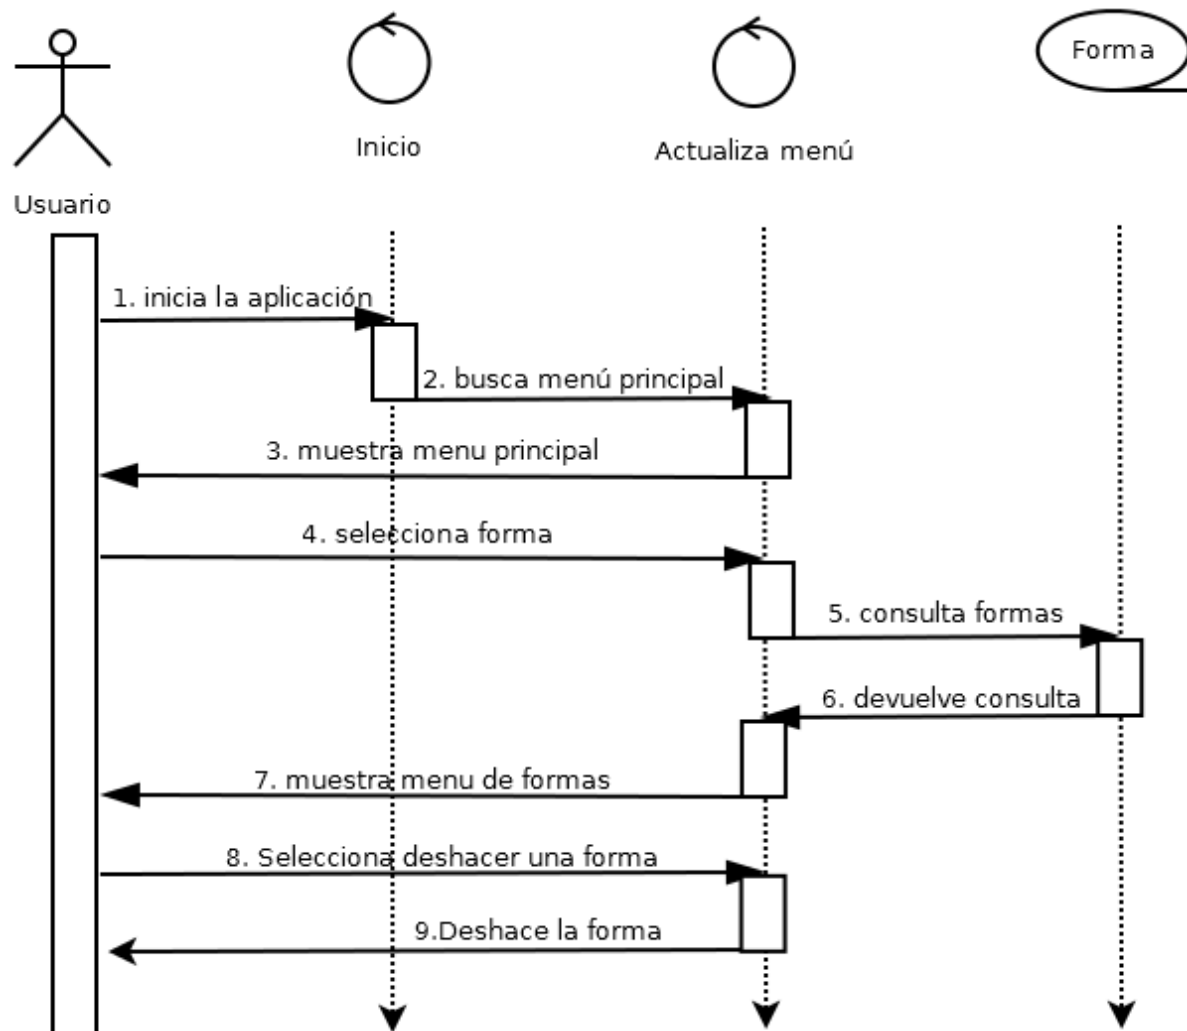 Forma
Inicio
Actualiza menú
Usuario
1. inicia la aplicación
2. busca menú principal
3. muestra menu principal
4. selecciona forma
5. consulta formas
6. devuelve consulta
7. muestra menu de formas
8. Selecciona deshacer una forma
9.Deshace la forma